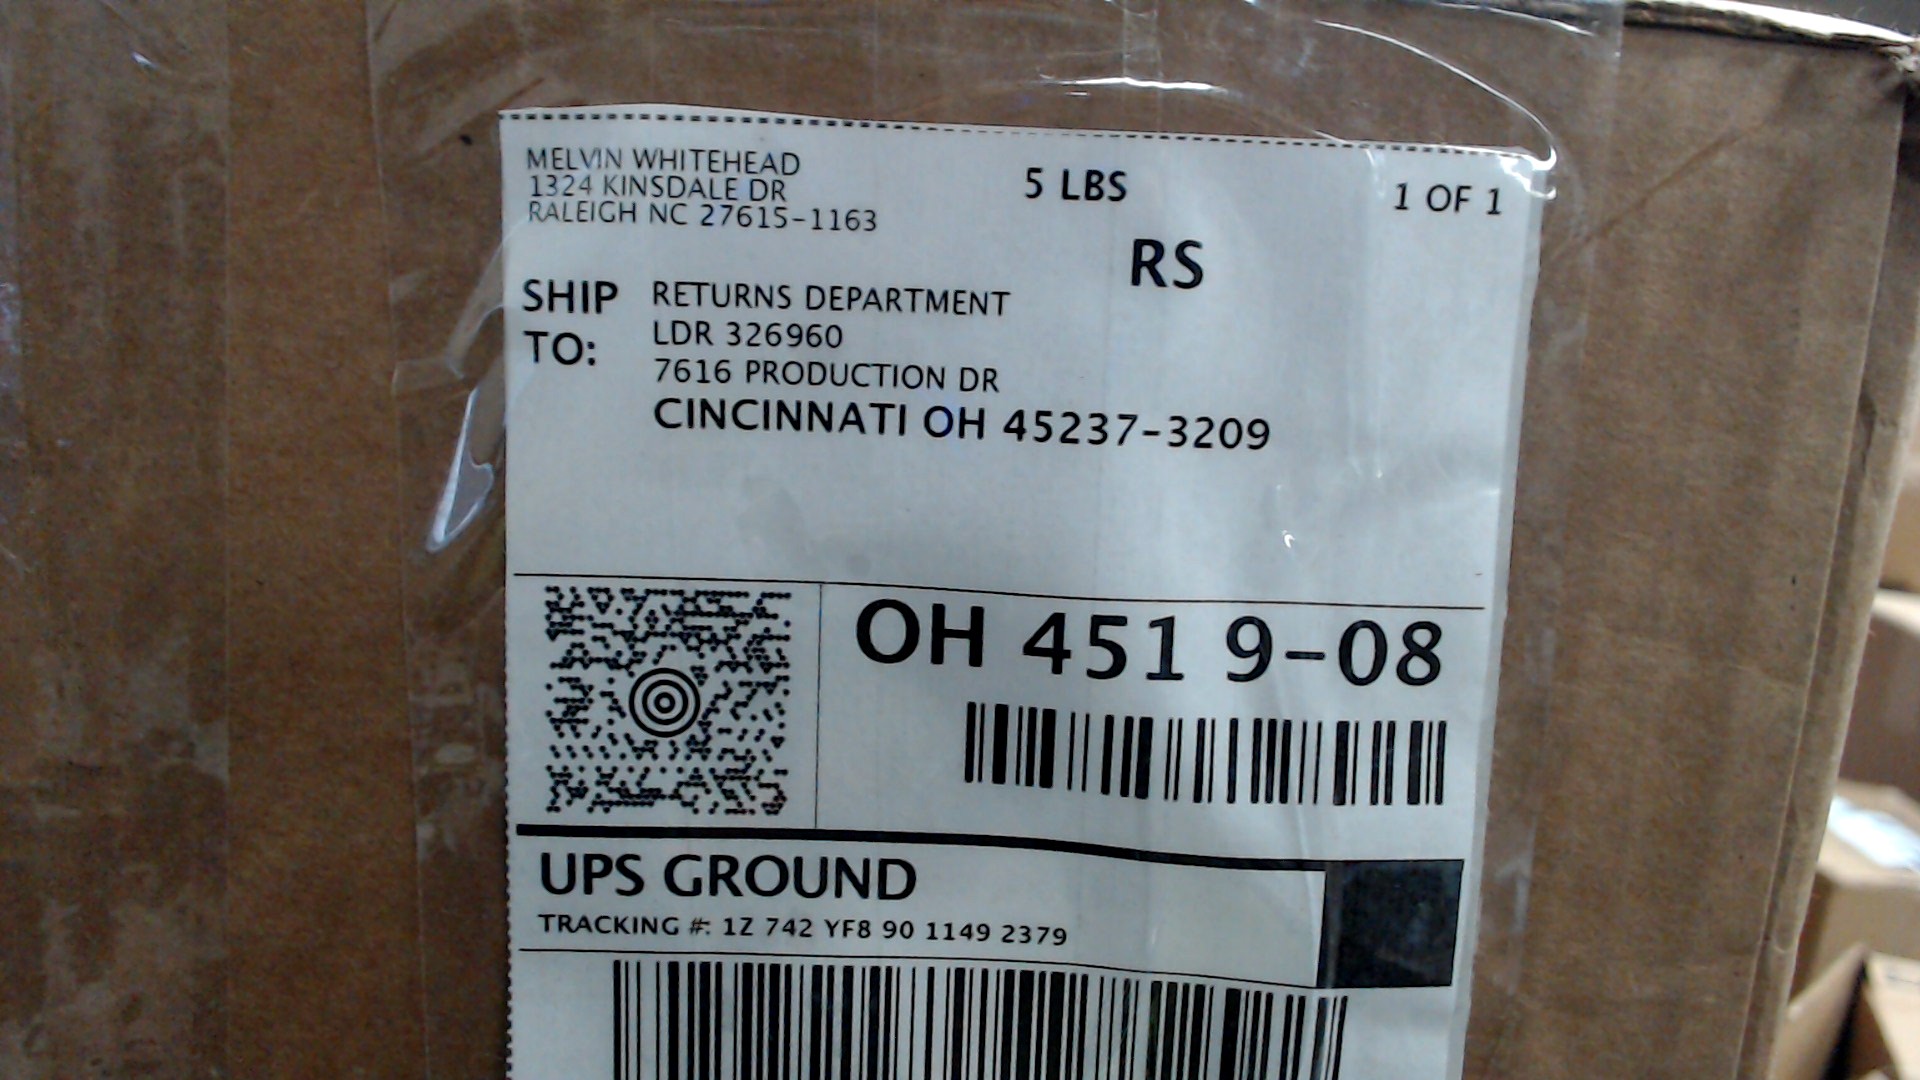 MELVIN WHITEHEAD
1324 KINSDALE DR
RALEIGH NC 27615-1163
5 LBS
1 OF 1
RS
SHIP TO:
RETURNS DEPARTMENT
LDR 326960
7616 PRODUCTION DR
CINCINNATI OH 45237-3209
OH 451 9-08
UPS GROUND
TRACKING #: 1Z 742 YF8 90 1149 2379